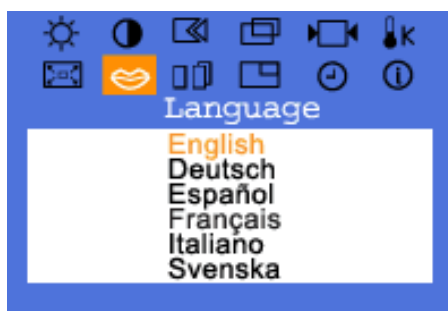 K
Language
English
Deutsch
Español
Français
Italiano
Svenska